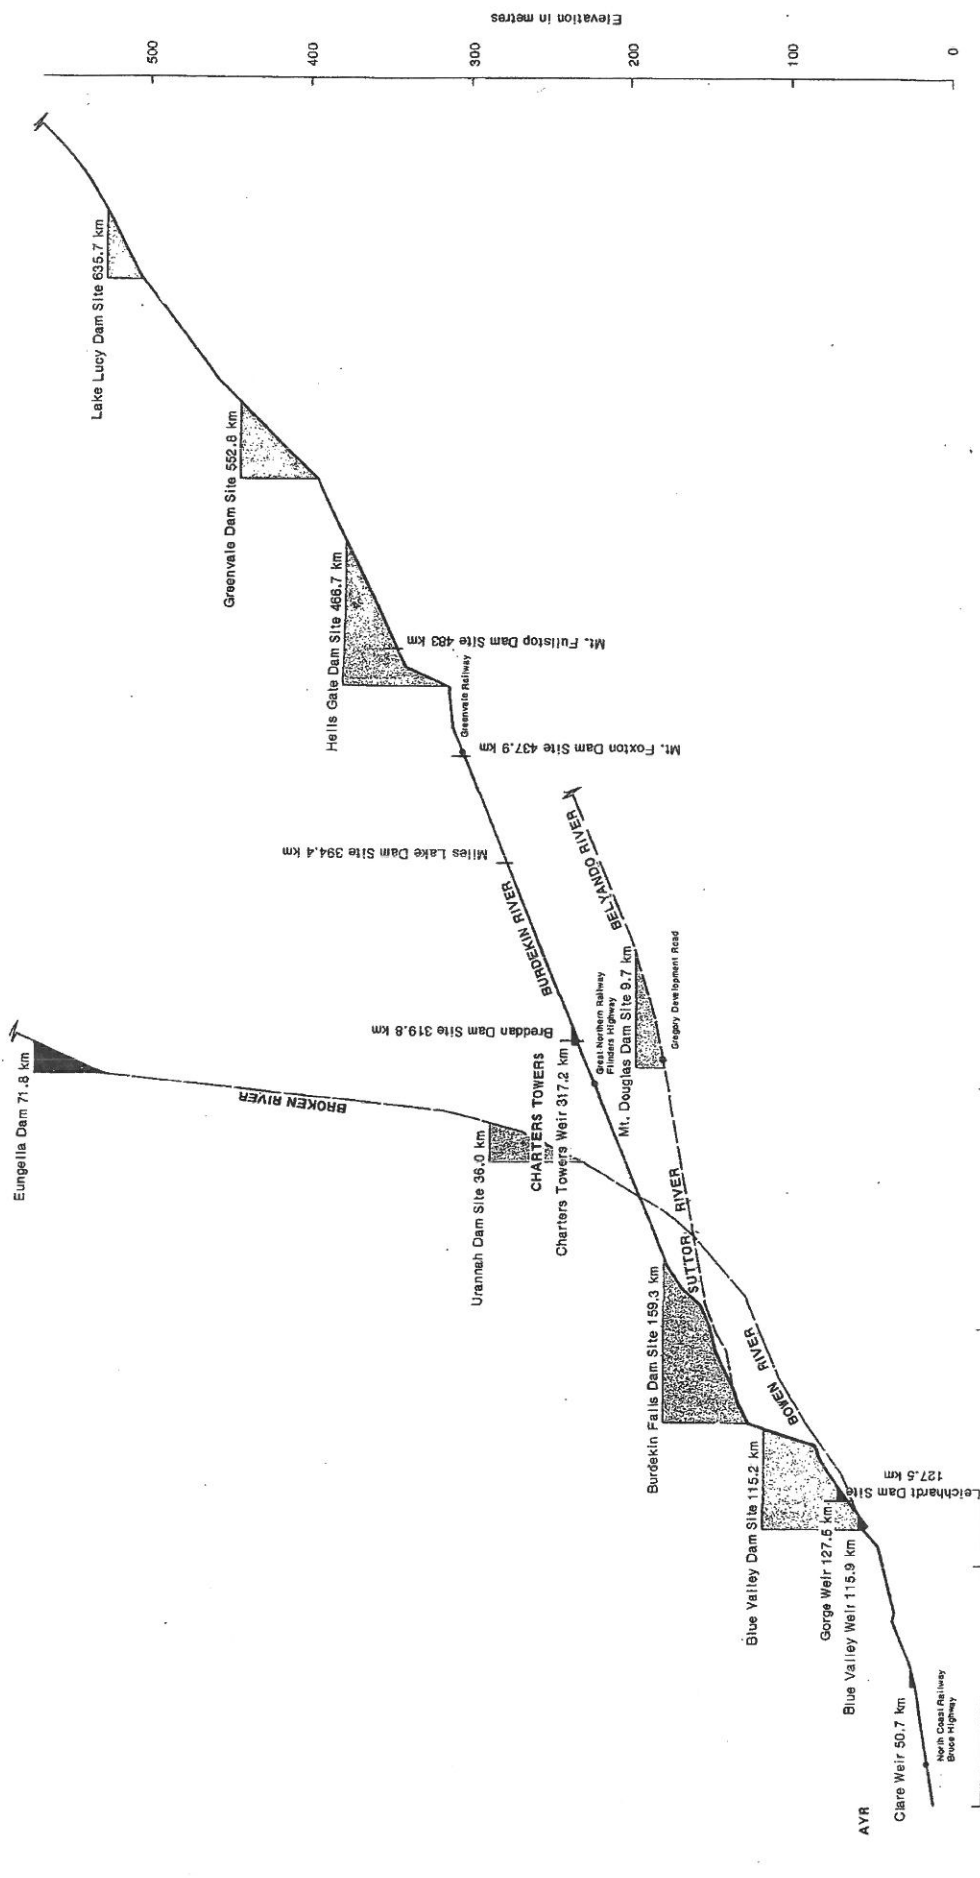 Elevation in metres
500
400
300
200
100
0
Lake Lucy Dam Site 635.7 km
Greenvale Dam Site 552.8 km
Hells Gate Dam Site 466.7 km
Mt. Fullstop Dam Site 483 km
Greenvale Railway
Mt. Foxton Dam Site 437.9 km
Miles Lake Dam Site 394.4 km
BURDEKIN RIVER
BELYANDO RIVER
Breddan Dam Site 319.8 km
Mt. Douglas Dam Site 9.7 km
Gregory Development Road
Great Northern Railway
Flinders Highway
Eungella Dam 71.8 km
BROKEN RIVER
Urannah Dam Site 36.0 km
CHARTERS TOWERS
Charters Towers Weir 317.2 km
SUTTOR RIVER
Burdekin Falls Dam Site 159.3 km
BOWEN RIVER
Blue Valley Dam Site 115.2 km
Leichhardt Dam Site
127.5 km
Gorge Weir 127.5 km
Blue Valley Weir 115.9 km
Clare Weir 50.7 km
North Coast Railway
Bruce Highway
AYR